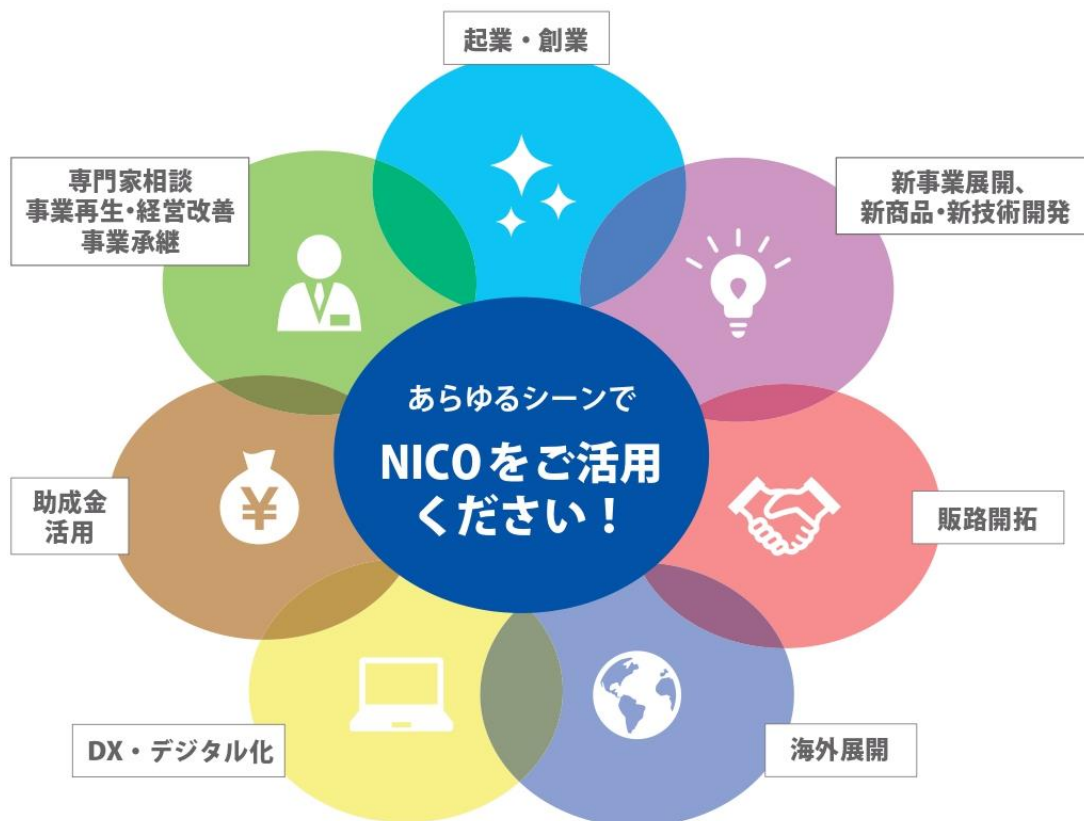 起業・創業
専門家相談
事業再生・経営改善
事業承継
新事業展開、
新商品・新技術開発
あらゆるシーンで
NICOをご活用
ください！
助成金
活用
¥
販路開拓
DX・デジタル化
海外展開